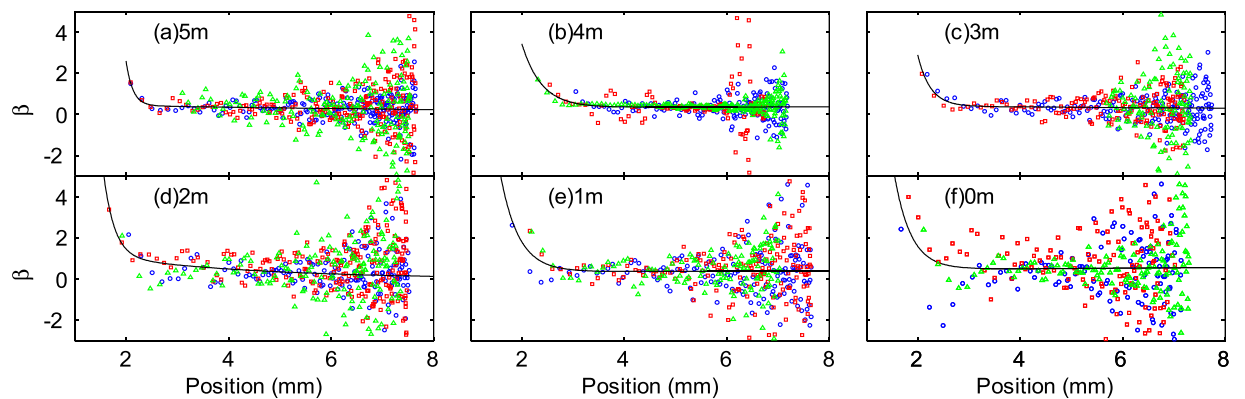 (a)5m (b)4m (c)3m
4
2
0
-2
β
(d)2m (e)1m (f)0m
4
2
0
-2
β
2 4 6 8 2 4 6 8 2 4 6 8
Position (mm) Position (mm) Position (mm)